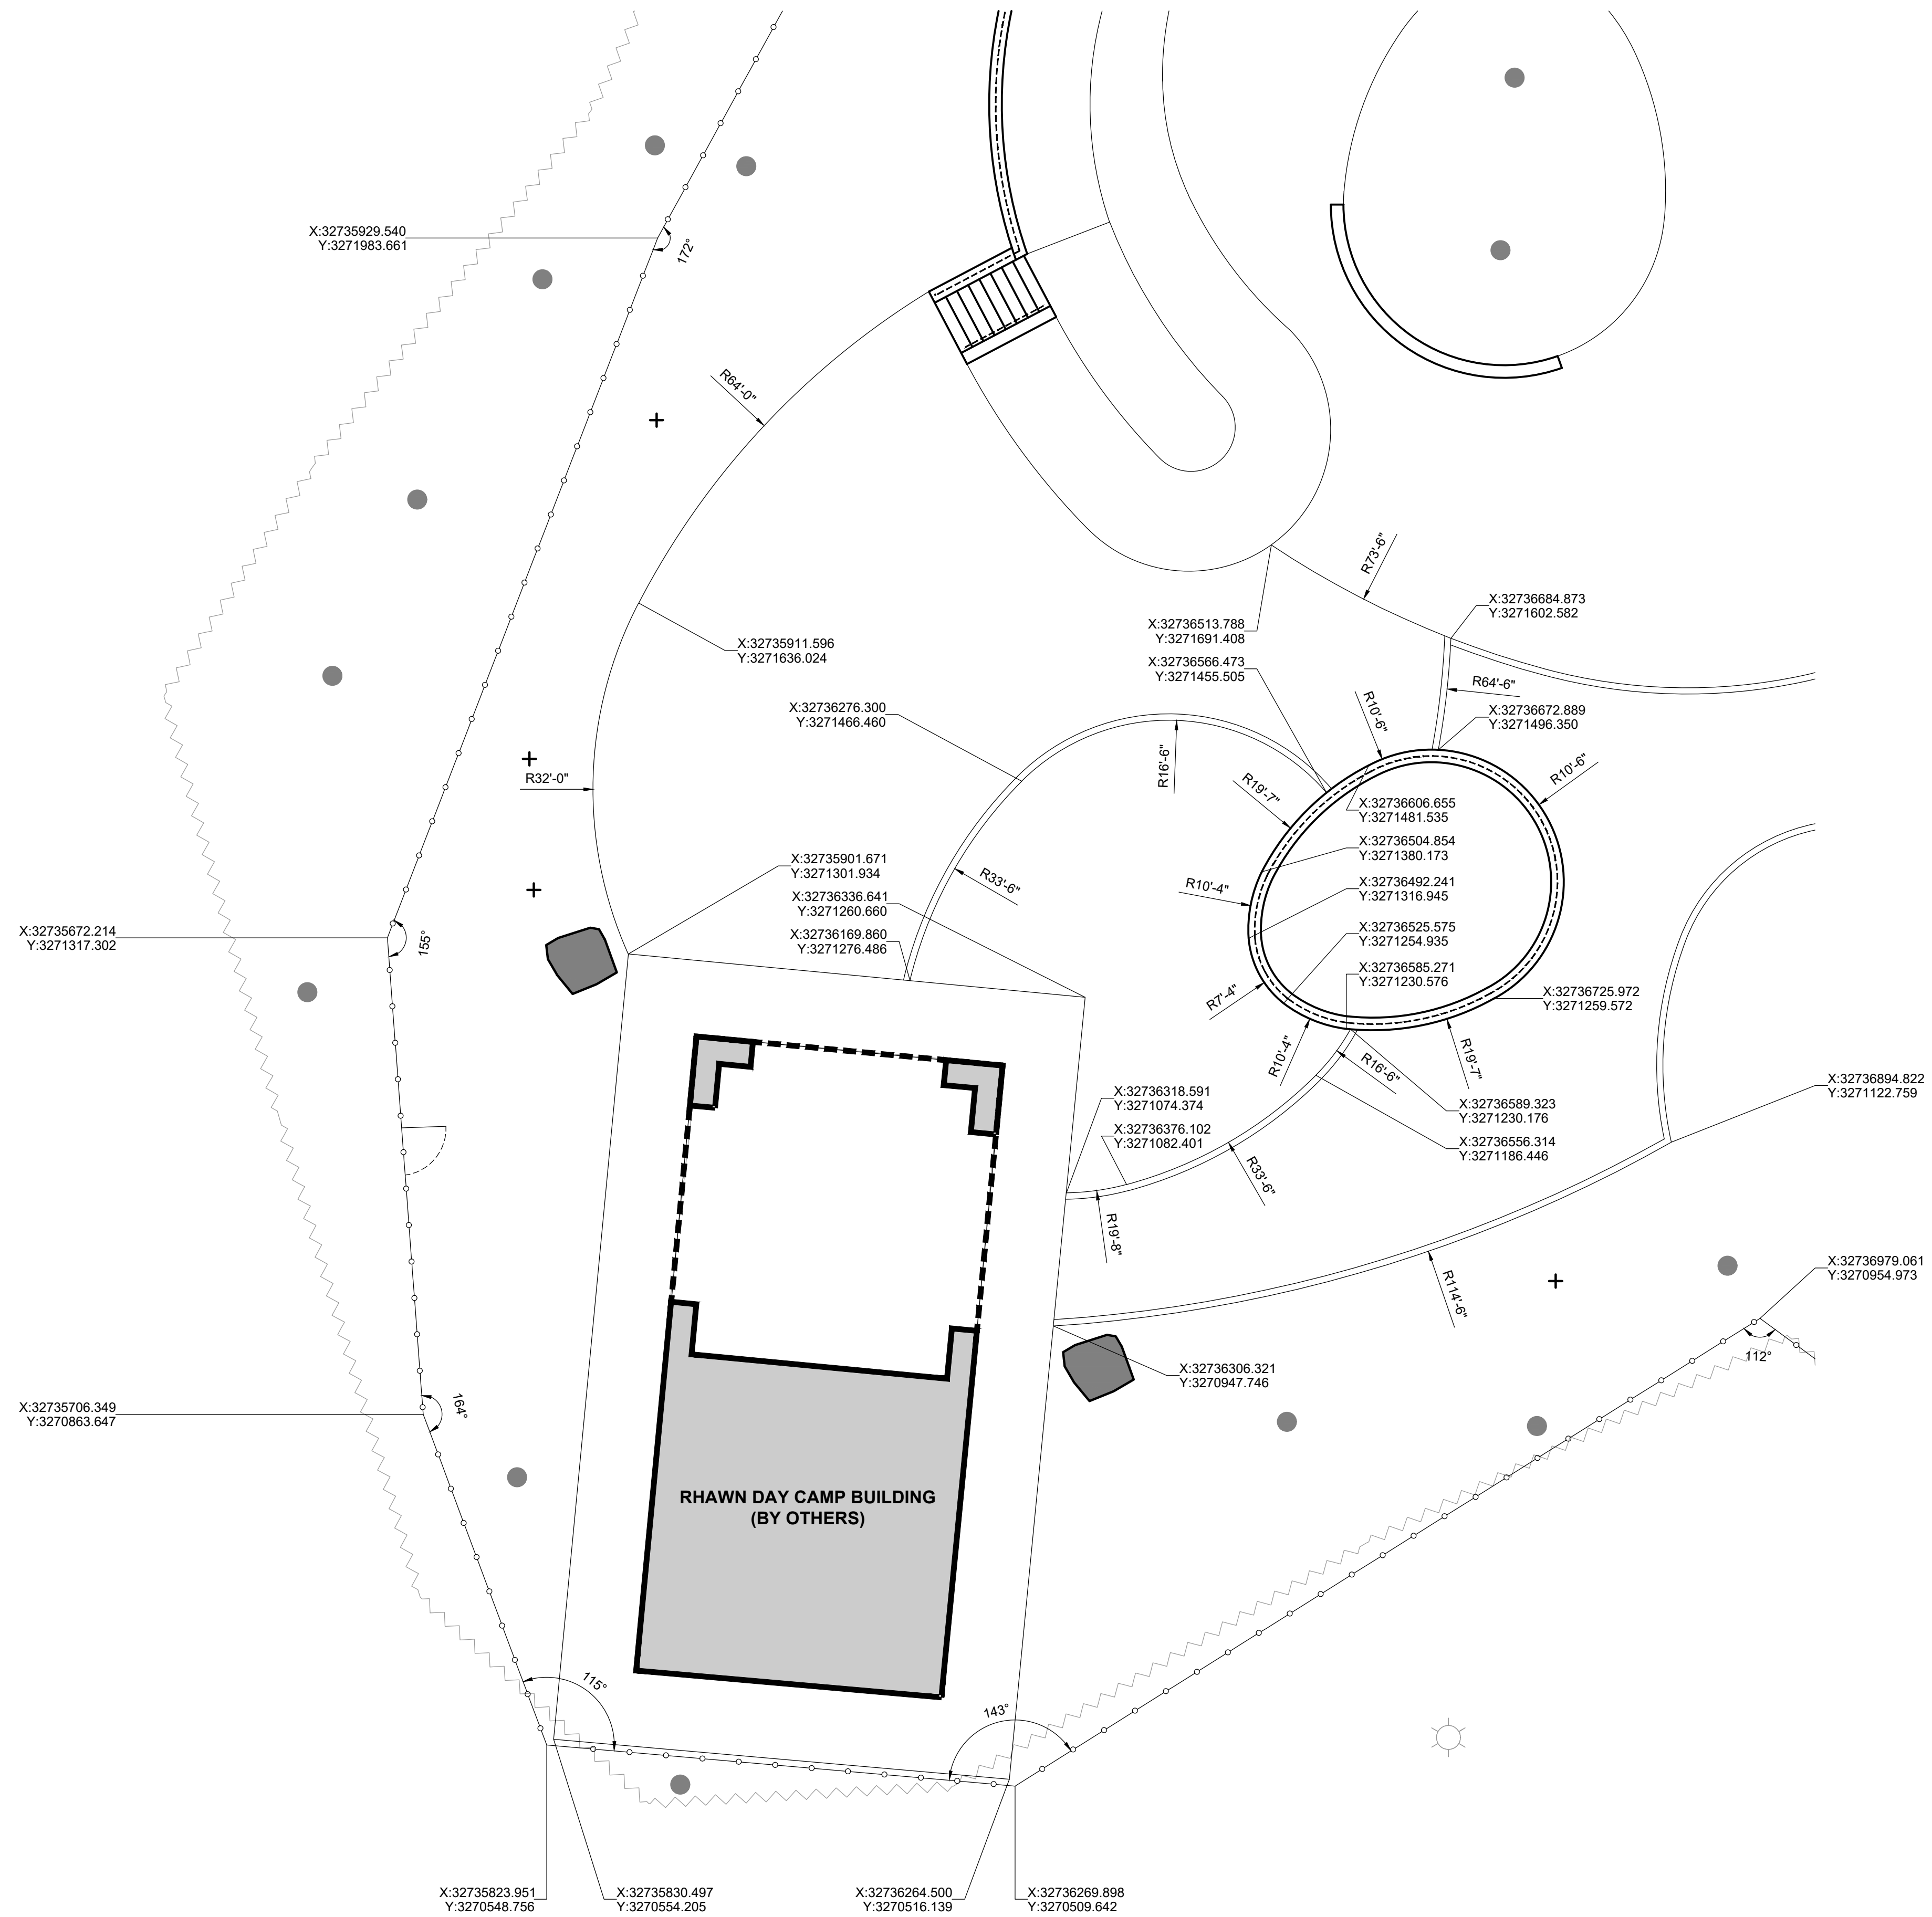 X:32735929.540
Y:3271983.661
172°
R64'-0"
R73'-6"
X:32736684.873
Y:3271602.582
X:32736513.788
Y:3271691.408
X:32735911.596
Y:3271636.024
X:32736566.473
Y:3271455.505
R64'-6"
X:32736276.300
Y:3271466.460
R10'-6"
X:32736672.889
Y:3271496.350
R16'-6"
R10'-6"
R32'-0"
R19'-7"
X:32736606.655
Y:3271481.535
X:32736504.854
Y:3271380.173
X:32735901.671
Y:3271301.934
R33'-6"
R10'-4"
X:32736492.241
Y:3271316.945
X:32736336.641
Y:3271260.660
X:32735672.214
Y:3271317.302
155°
X:32736169.860
Y:3271276.486
X:32736525.575
Y:3271254.935
X:32736585.271
Y:3271230.576
R7'-4"
X:32736725.972
Y:3271259.572
R10'-4"
R16'-6"
R19'-7"
X:32736894.822
Y:3271122.759
X:32736318.591
Y:3271074.374
X:32736589.323
Y:3271230.176
X:32736376.102
Y:3271082.401
X:32736556.314
Y:3271186.446
R33'-6"
R19'-8"
X:32736979.061
Y:3270954.973
R114'-6"
112°
X:32736306.321
Y:3270947.746
X:32735706.349
Y:3270863.647
164°
RHAWN DAY CAMP BUILDING
(BY OTHERS)
115°
143°
X:32735823.951
Y:3270548.756
X:32735830.497
Y:3270554.205
X:32736264.500
Y:3270516.139
X:32736269.898
Y:3270509.642